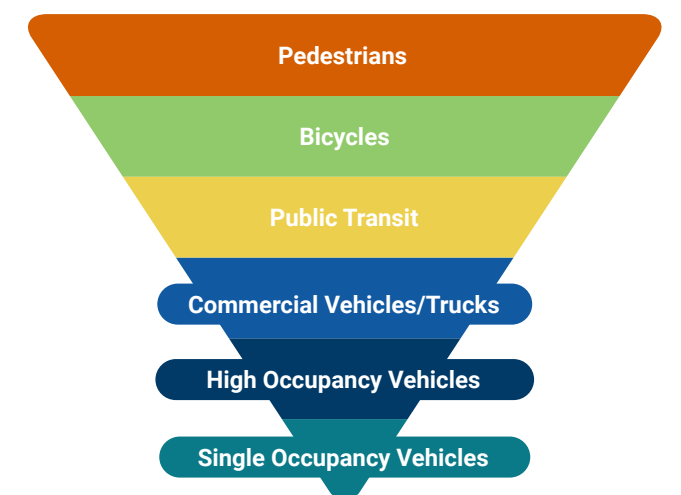 Pedestrians
Bicycles
Public Transit
Commercial Vehicles/Trucks
High Occupancy Vehicles
Single Occupancy Vehicles